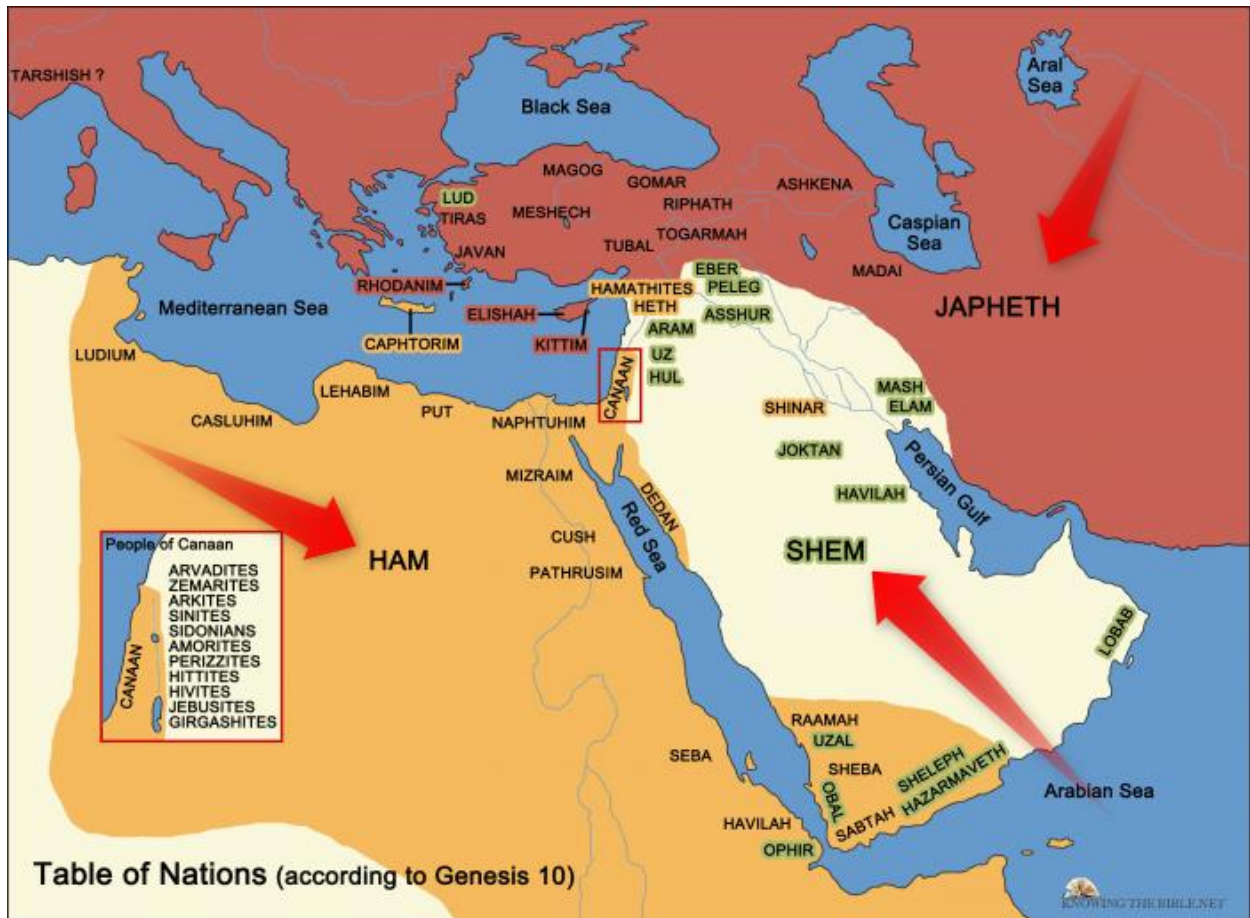 TARSHISH ?
Black Sea
Aral
Sea
MAGOG
GOMAR
ASHKENA
LUD
RIPHATH
TIRAS
MESHECH
Caspian
Sea
TOGARMAH
TUBAL
JAVAN
MADAI
EBER
RHODANIM
HAMATHITES
PELEG
Mediterranean Sea
HETH
JAPHETH
ELISHAH
ASSHUR
ARAM
CAPHTORIM
KITTIM
LUDIUM
UZ
HUL
CANAAN
MASH
LEHABIM
ELAM
SHINAR
PUT
CASLUHIM
NAPHTUHIM
JOKTAN
Persian Gulf
MIZRAIM
DEDAN
HAVILAH
Red Sea
CUSH
People of Canaan
HAM
SHEM
PATHRUSIM
ARVADITES
ZEMARITES
ARKITES
SINITES
SIDONIANS
AMORITES
PERIZZITES
HITTITES
HIVITES
JEBUSITES
GIRGASHITES
CANAAN
LOBAB
RAAMAH
UZAL
SEBA
SHEBA
SHELEPH
HAZARMAVETH
OBAL
Arabian Sea
SABTAH
HAVILAH
OPHIR
Table of Nations (according to Genesis 10)
KNOWING THE BIBLE.NET